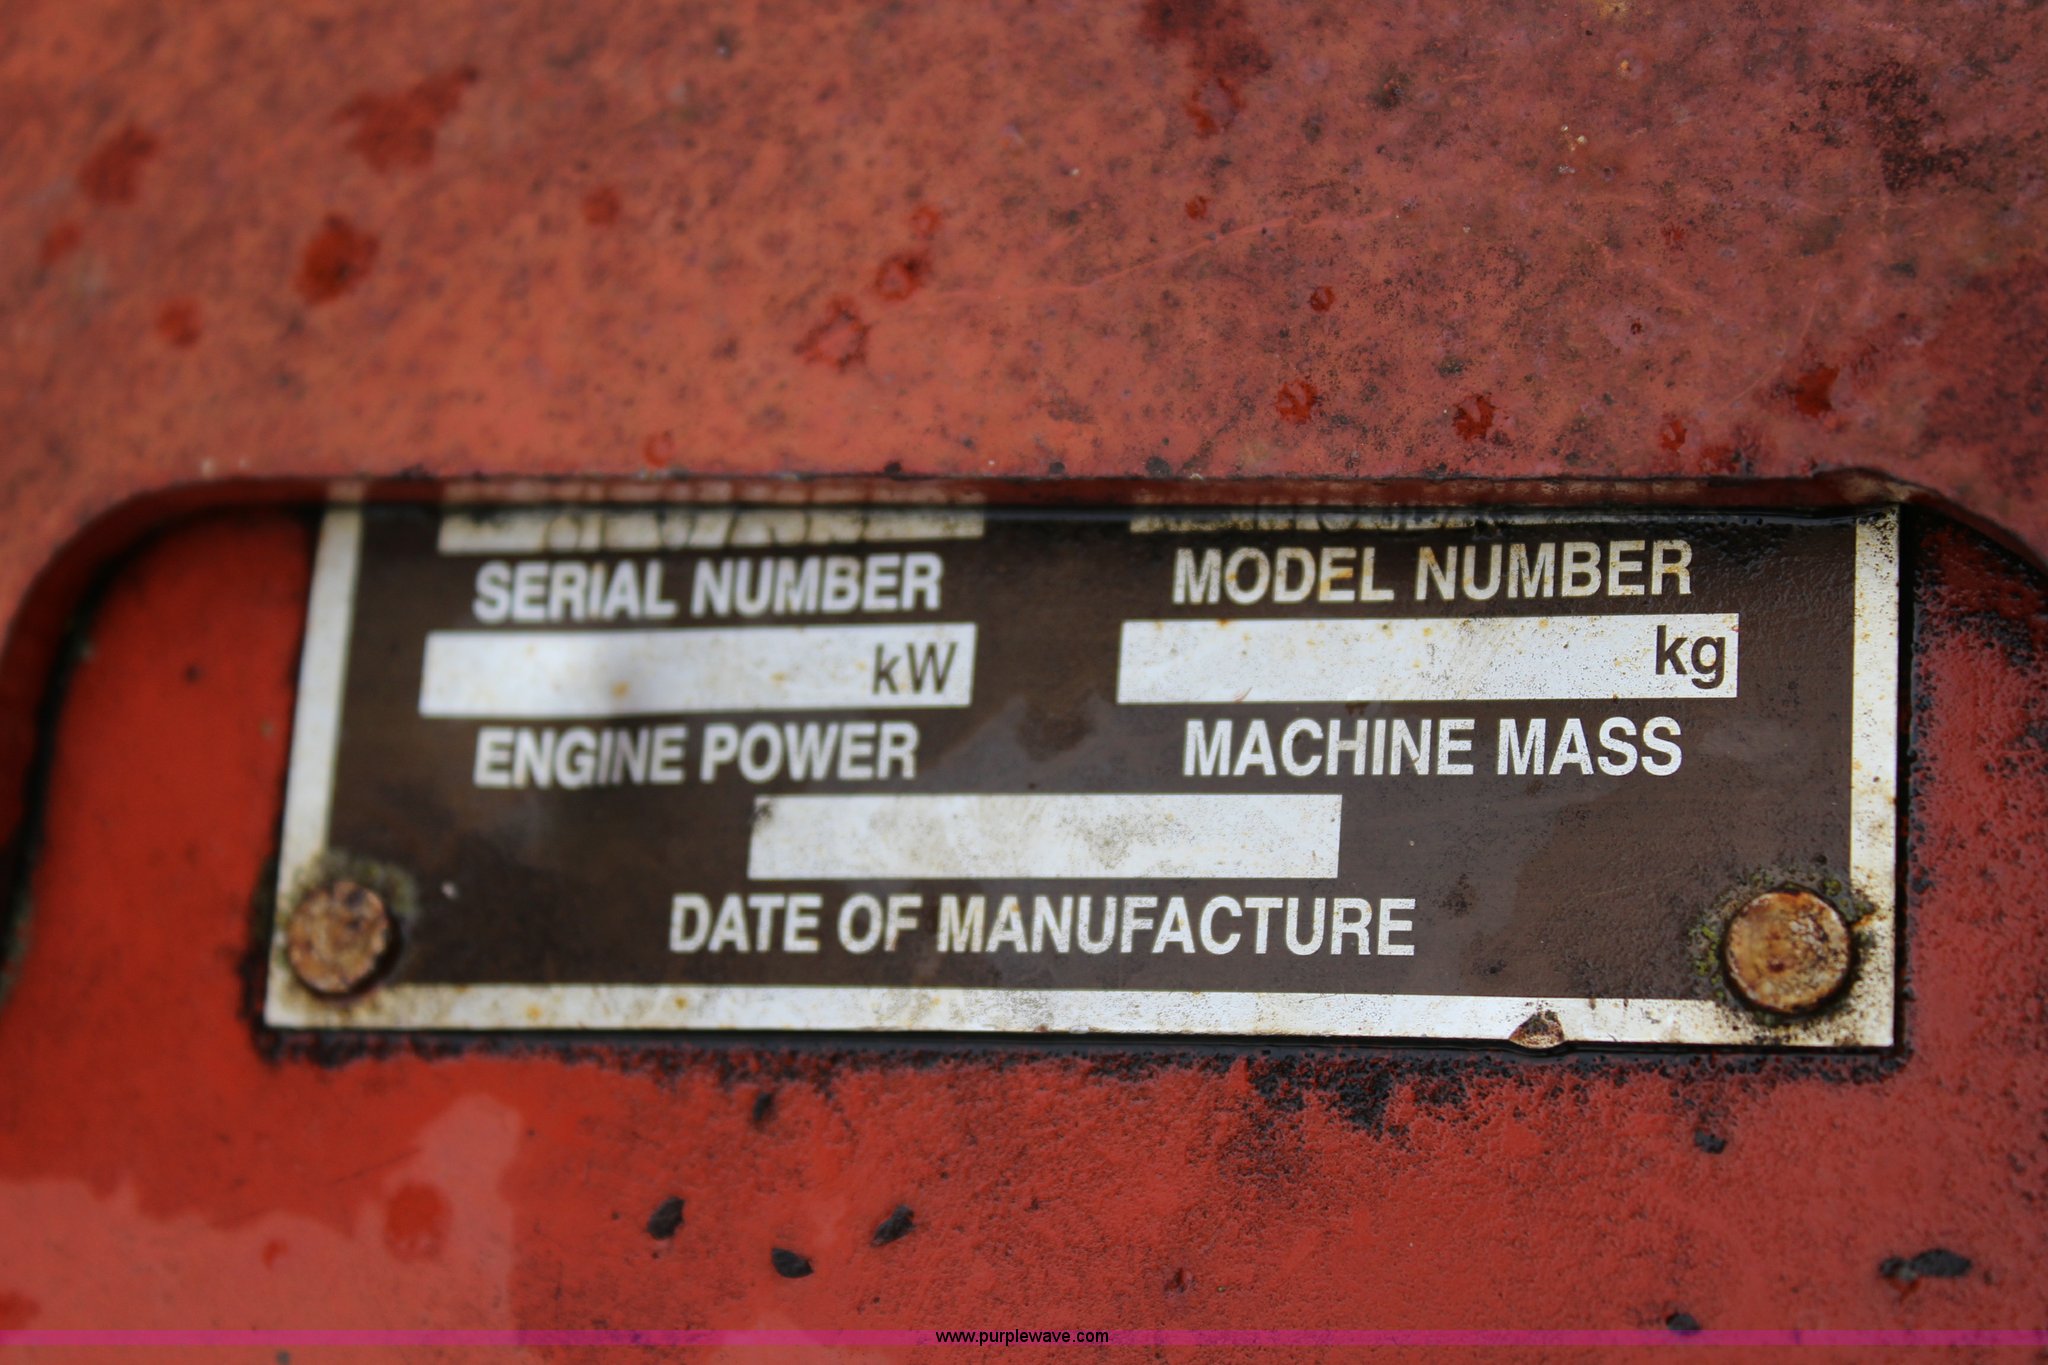 SERIAL NUMBER MODEL NUMBER
kW kg
ENGINE POWER MACHINE MASS
DATE OF MANUFACTURE
www.purplewave.com